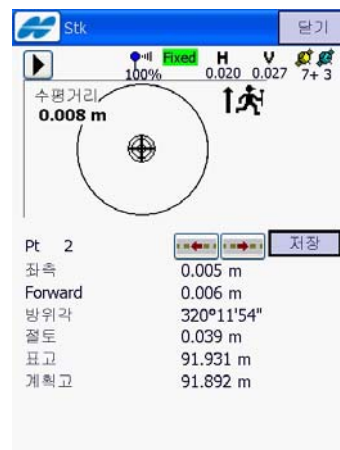 Stk 닫기
Fixed H V
100% 0.020 0.027 7+ 3
수평거리
0.008 m
Pt 2 저장
좌측 0.005 m
Forward 0.006 m
방위각 320°11'54"
절토 0.039 m
표고 91.931 m
계획고 91.892 m